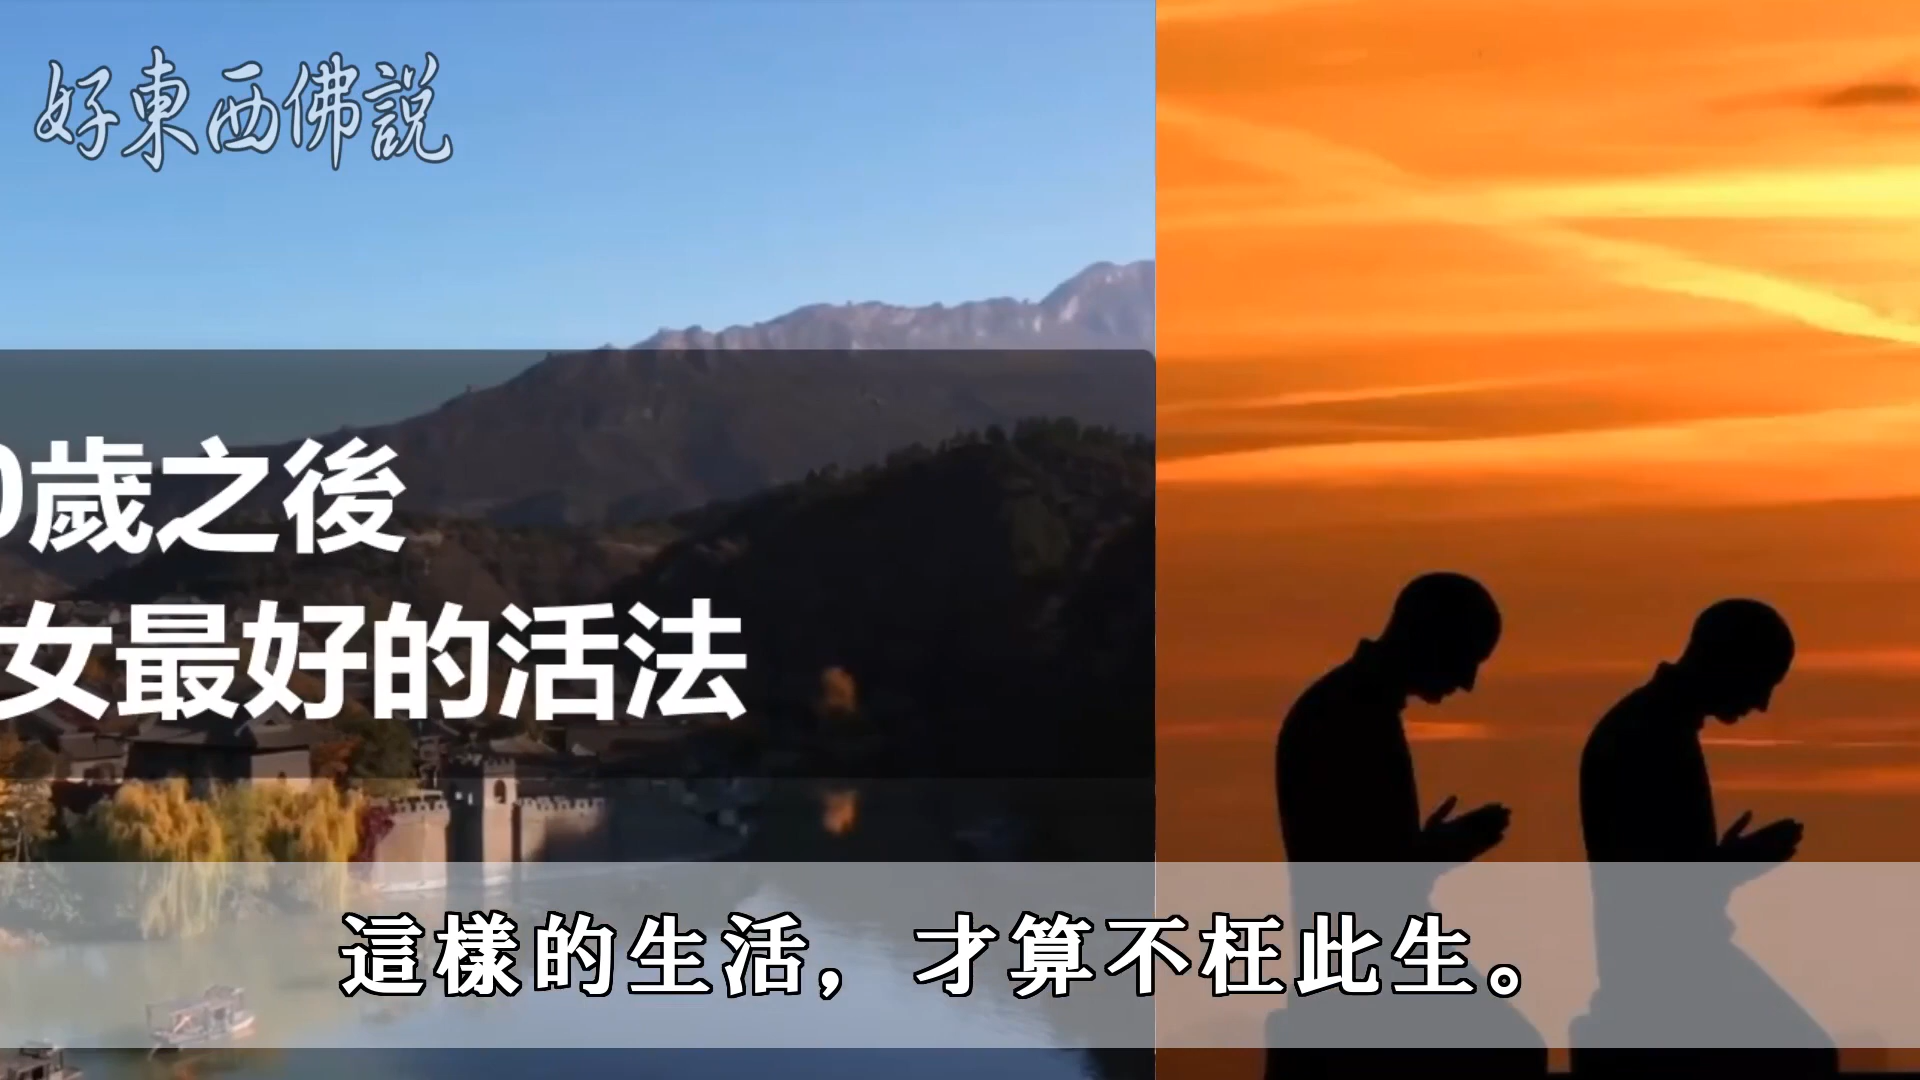 好東西佛説
0歲之後
女最好的活法
這樣的生活，才算不枉此生。